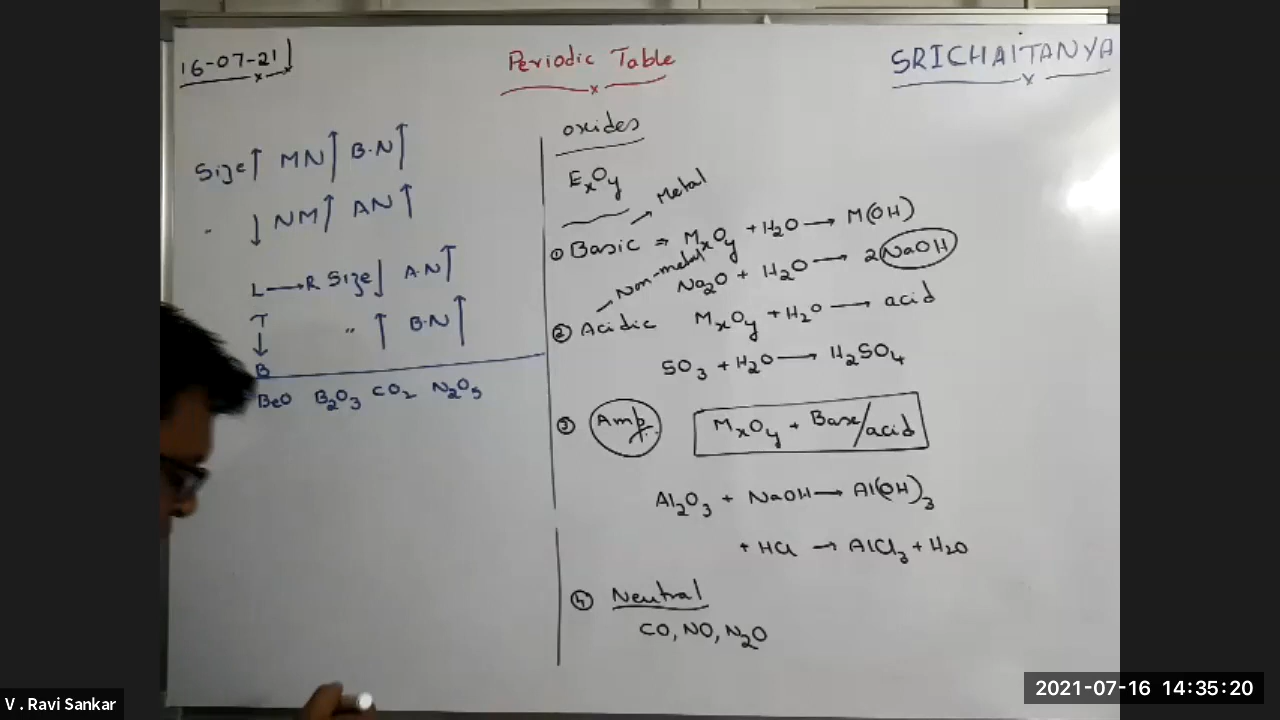 16-07-21
Periodic Table
SRICHAITANYA
Size ↑ MN ↑ B.N ↑
" ↓ NM ↑ AN ↑
L → R Size ↓ A.N ↑
T ↓ B " ↑ B.N ↑
BeO B₂O₃ CO₂ N₂O₅
oxides
ExOy
Metal
① Basic ⇒ MxOy + H₂O → M(OH)
Na₂O + H₂O → 2NaOH
Non-metal
② Acidic MxOy + H₂O → acid
SO₃ + H₂O → H₂SO₄
③ Amp. MxOy + Base/acid
Al₂O₃ + NaOH → Al(OH)₃
+ HCl → AlCl₃ + H₂O
④ Neutral
CO, NO, N₂O
V . Ravi Sankar
2021-07-16 14:35:20